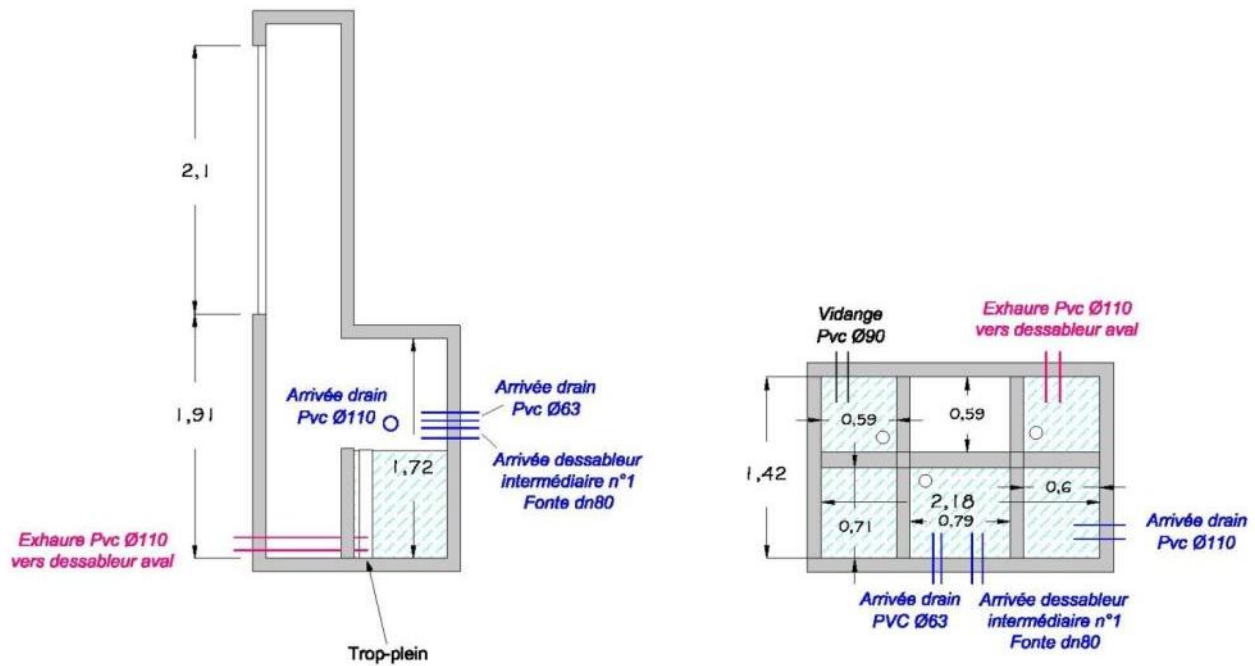 2,1
1,91
Arrivée drain
Pvc Ø110
Arrivée drain
Pvc Ø63
1,72
Arrivée dessableur
intermédiaire n°1
Fonte dn80
Exhaure Pvc Ø110
vers dessableur aval
Trop-plein
Vidange
Pvc Ø90
Exhaure Pvc Ø110
vers dessableur aval
0,59
0,59
1,42
2,18
0,6
0,71
0,79
Arrivée drain
Pvc Ø110
Arrivée drain
PVC Ø63
Arrivée dessableur
intermédiaire n°1
Fonte dn80